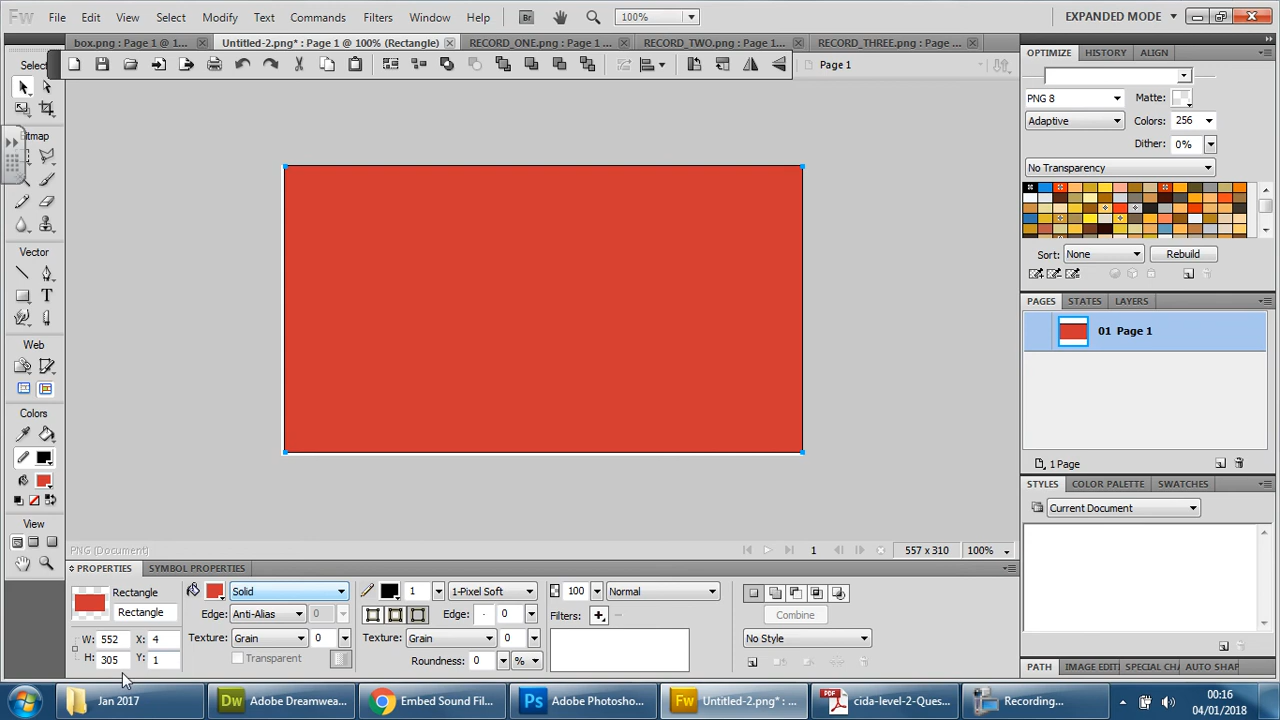 Fw File Edit View Select Modify Text Commands Filters Window Help Br 100% EXPANDED MODE
box.png : Page 1 @ 1... Untitled-2.png* : Page 1 @ 100% (Rectangle) RECORD_ONE.png : Page 1 ... RECORD_TWO.png : Page 1... RECORD_THREE.png : Page ...
Page 1
Select
Bitmap
Vector
T
Web
Colors
View
OPTIMIZE HISTORY ALIGN
PNG 8 Matte:
Adaptive Colors: 256
Dither: 0%
No Transparency
Sort: None Rebuild
PAGES STATES LAYERS
01 Page 1
1 Page
STYLES COLOR PALETTE SWATCHES
Current Document
PATH IMAGE EDITI SPECIAL CHA AUTO SHAP
PNG (Document) 1 557 x 310 100%
PROPERTIES SYMBOL PROPERTIES
Rectangle Solid 1 1-Pixel Soft 100 Normal
Rectangle Edge: Anti-Alias 0 Edge: 0 Filters: Combine
W: 552 X: 4 Texture: Grain 0 Texture: Grain 0 No Style
H: 305 Y: 1 Transparent Roundness: 0 %
Jan 2017 Dw Adobe Dreamwea... Embed Sound Fil... Ps Adobe Photosho... Fw Untitled-2.png* : ... cida-level-2-Ques... Recording...
00:16
04/01/2018